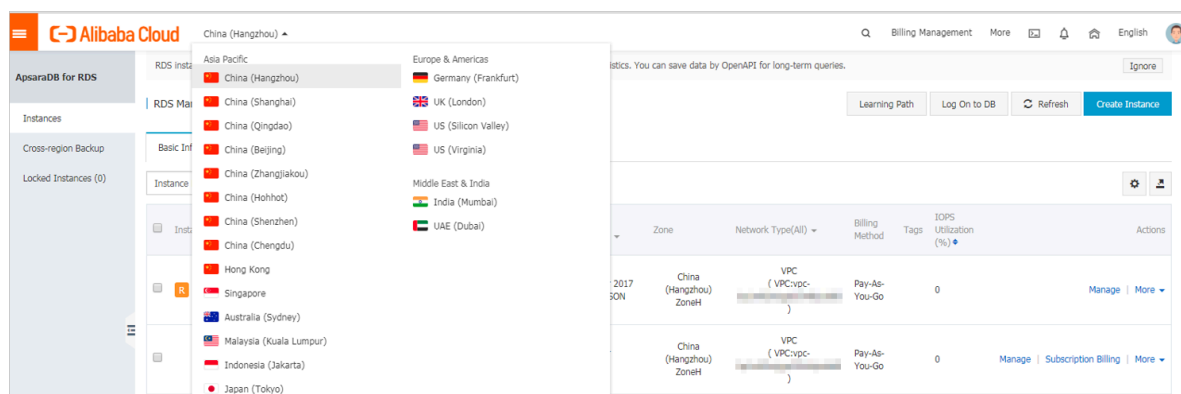 Alibaba Cloud
China (Hangzhou)
Billing Management
More
English
ApsaraDB for RDS
Instances
Cross-region Backup
Locked Instances (0)
RDS insta
istics. You can save data by OpenAPI for long-term queries.
Ignore
RDS Mai
Learning Path
Log On to DB
Refresh
Create Instance
Basic Inf
Instance
Asia Pacific
China (Hangzhou)
China (Shanghai)
China (Qingdao)
China (Beijing)
China (Zhangjiakou)
China (Hohhot)
China (Shenzhen)
China (Chengdu)
Hong Kong
Singapore
Australia (Sydney)
Malaysia (Kuala Lumpur)
Indonesia (Jakarta)
Japan (Tokyo)
Europe & Americas
Germany (Frankfurt)
UK (London)
US (Silicon Valley)
US (Virginia)
Middle East & India
India (Mumbai)
UAE (Dubai)
Insta
Zone
Network Type(All)
Billing
Method
Tags
IOPS
Utilization
(%)
Actions
R
2017
SON
China
(Hangzhou)
ZoneH
VPC
( VPC:vpc-
)
Pay-As-
You-Go
0
Manage | More
China
(Hangzhou)
ZoneH
VPC
( VPC:vpc-
)
Pay-As-
You-Go
0
Manage | Subscription Billing | More